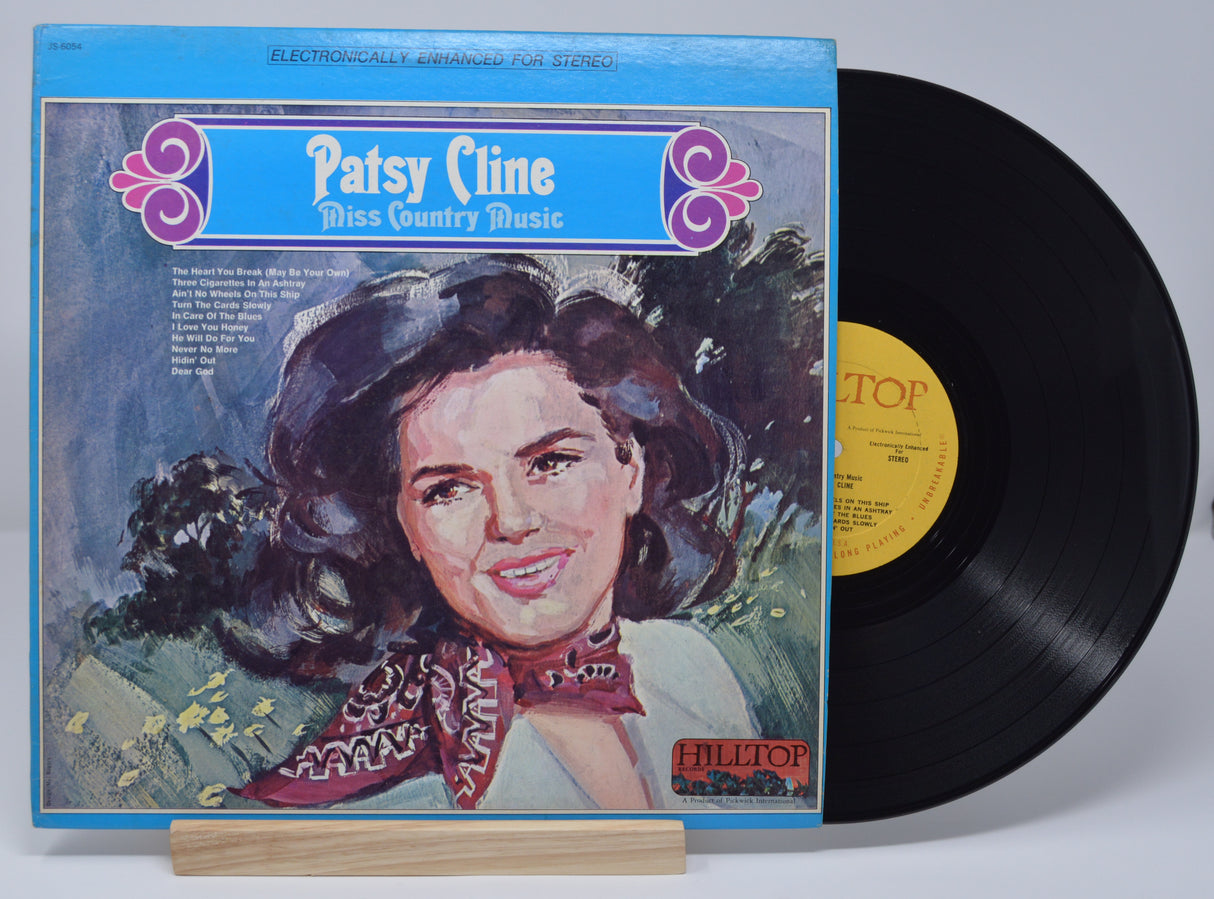 JS-6054
ELECTRONICALLY ENHANCED FOR STEREO
Patsy Cline
Miss Country Music
The Heart You Break (May Be Your Own)
Three Cigarettes In An Ashtray
Ain't No Wheels On This Ship
Turn The Cards Slowly
In Care Of The Blues
I Love You Honey
He Will Do For You
Never No More
Hidin' Out
Dear God
HILLTOP
RECORDS
A Product of Pickwick International
LTOP
A Product of Pickwick International
Electronically Enhanced
For
STEREO
try Music
CLINE
LS ON THIS SHIP
ES IN AN ASHTRAY
THE BLUES
ARDS SLOWLY
OUT
LONG PLAYING • UNBREAKABLE®